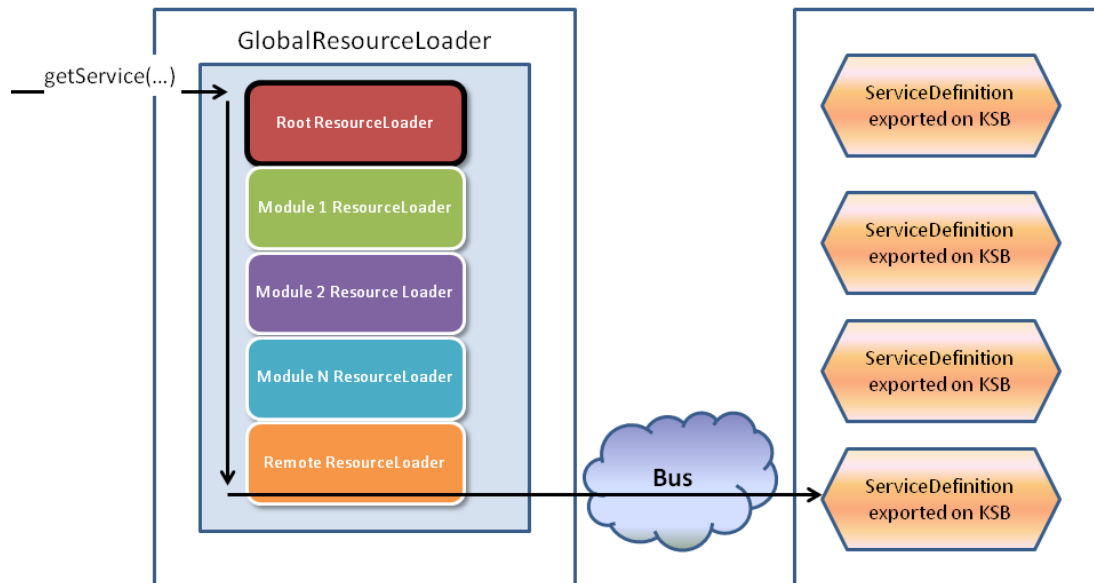 GlobalResourceLoader
getService(...)
Root ResourceLoader
Module 1 ResourceLoader
Module 2 Resource Loader
Module N ResourceLoader
Remote ResourceLoader
Bus
ServiceDefinition
exported on KSB
ServiceDefinition
exported on KSB
ServiceDefinition
exported on KSB
ServiceDefinition
exported on KSB